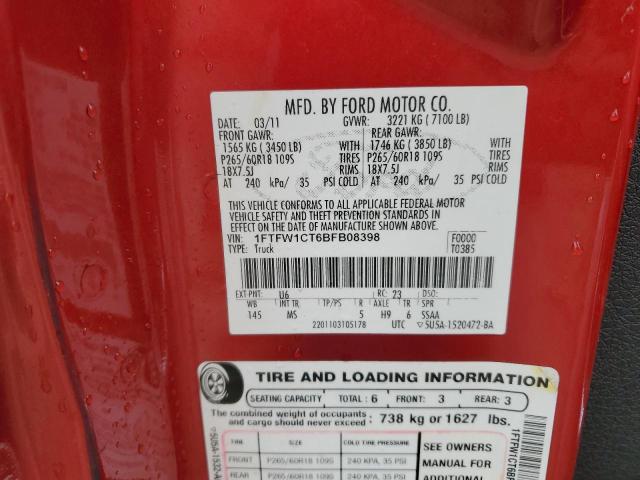 MFD. BY FORD MOTOR CO.
DATE: 03/11 GVWR: 3221 KG ( 7100 LB)
FRONT GAWR: REAR GAWR:
1565 KG ( 3450 LB) WITH 1746 KG ( 3850 LB) WITH
P265/60R18 109S TIRES P265/60R18 109S TIRES
18X7.5J RIMS 18X7.5J RIMS
AT 240 kPa/ 35 PSI COLD AT 240 kPa/ 35 PSI COLD
THIS VEHICLE CONFORMS TO ALL APPLICABLE FEDERAL MOTOR
VEHICLE SAFETY AND THEFT PREVENTION STANDARDS IN
EFFECT ON THE DATE OF MANUFACTURE SHOWN ABOVE.
VIN: 1FTFW1CT6BFB08398 F0000
TYPE: Truck T0385
EXT PNT: U6 RC: 23 DSO:
WB INT TR TP/PS R AXLE TR SPR
145 MS 5 H9 6 SSAA
2201103105178 UTC 5U5A-1520472-BA
TIRE AND LOADING INFORMATION
SEATING CAPACITY TOTAL : 6 FRONT: 3 REAR: 3
The combined weight of occupants
and cargo should never exceed: 738 kg or 1627 lbs.
TIRE SIZE COLD TIRE PRESSURE
FRONT P265/60R18 109S 240 KPA, 35 PSI
REAR P265/60R18 109S 240 KPA, 35 PSI
SEE OWNERS
MANUAL FOR
ADDITIONAL
1FTFW1CT6BF